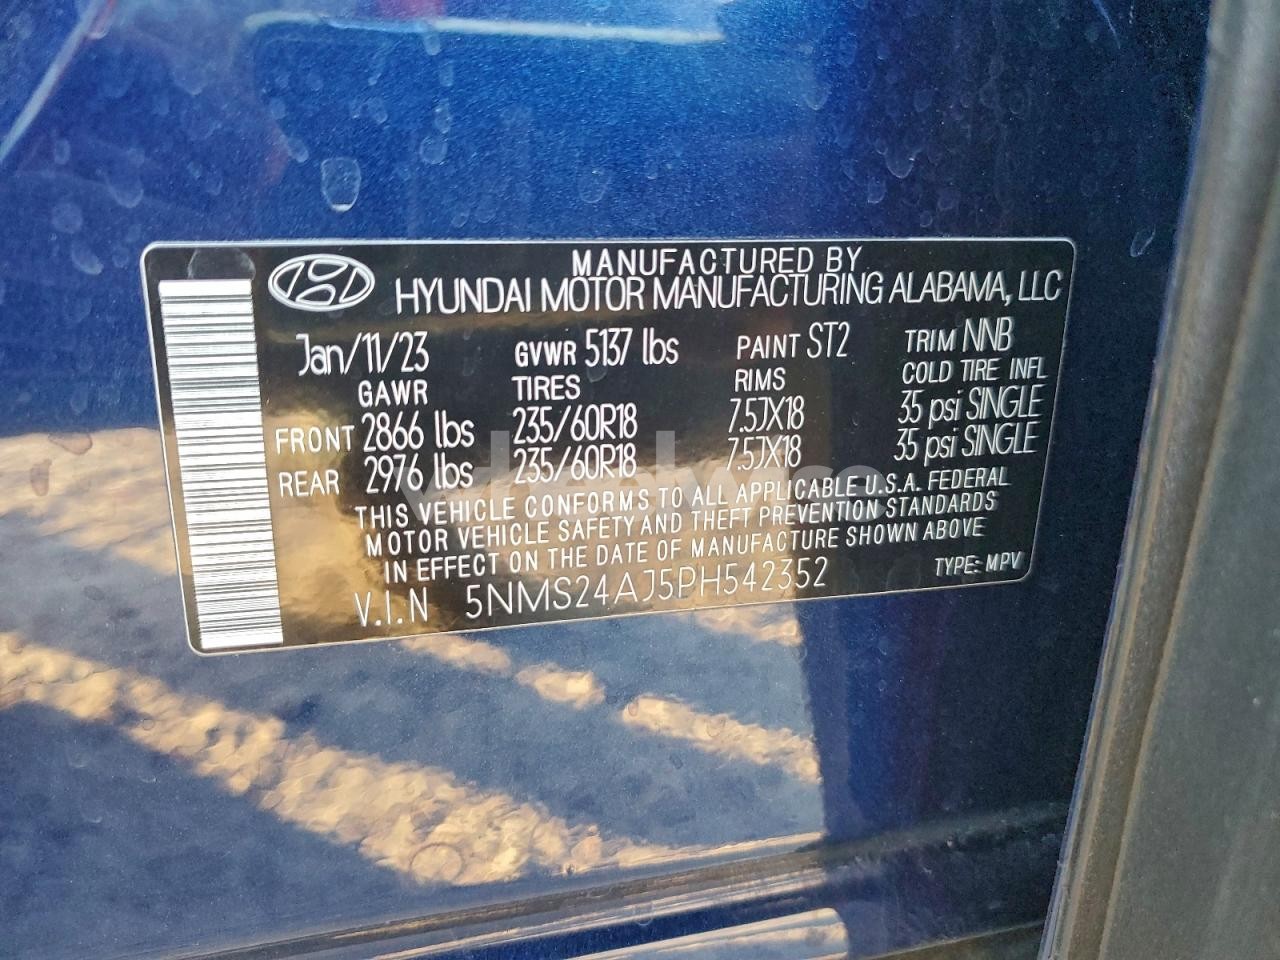 MANUFACTURED BY
HYUNDAI MOTOR MANUFACTURING ALABAMA, LLC
Jan/11/23 GVWR 5137 lbs PAINT ST2 TRIM NNB
GAWR TIRES RIMS COLD TIRE INFL
FRONT 2866 lbs 235/60R18 7.5JX18 35 psi SINGLE
REAR 2976 lbs 235/60R18 7.5JX18 35 psi SINGLE
THIS VEHICLE CONFORMS TO ALL APPLICABLE U.S.A. FEDERAL
MOTOR VEHICLE SAFETY AND THEFT PREVENTION STANDARDS
IN EFFECT ON THE DATE OF MANUFACTURE SHOWN ABOVE
V.I.N 5NMS24AJ5PH542352 TYPE: MPV